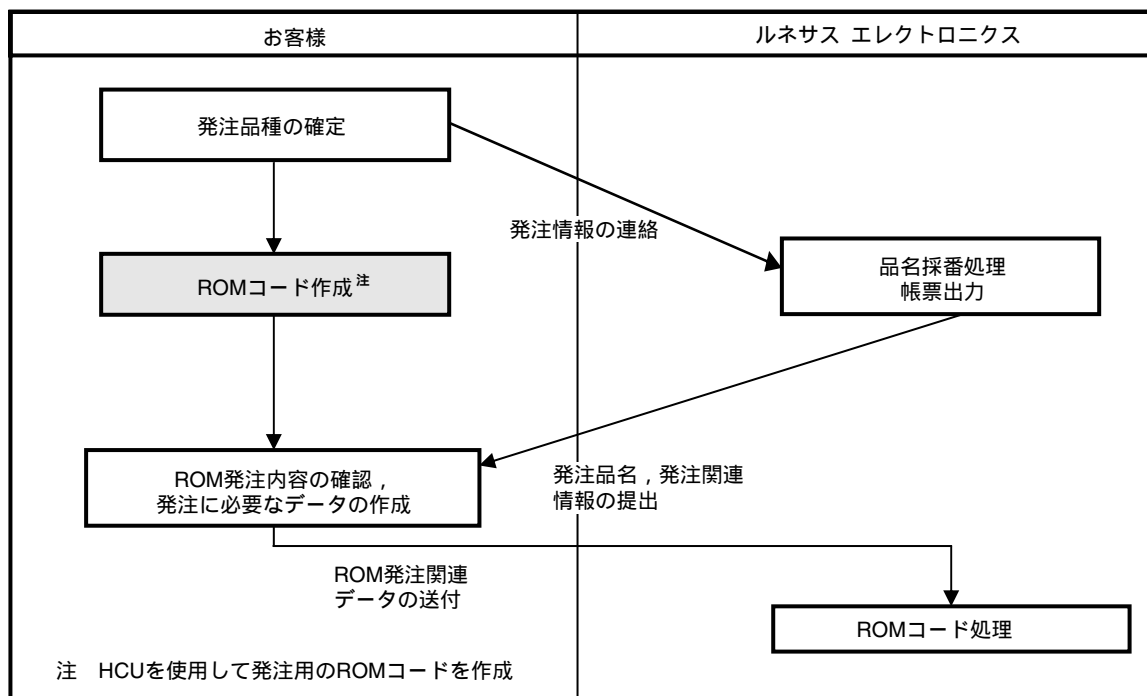 お客様
ルネサス エレクトロニクス
発注品種の確定
発注情報の連絡
品名採番処理
帳票出力
ROMコード作成注
ROM発注内容の確認，
発注に必要なデータの作成
発注品名，発注関連
情報の提出
ROM発注関連
データの送付
ROMコード処理
注　HCUを使用して発注用のROMコードを作成